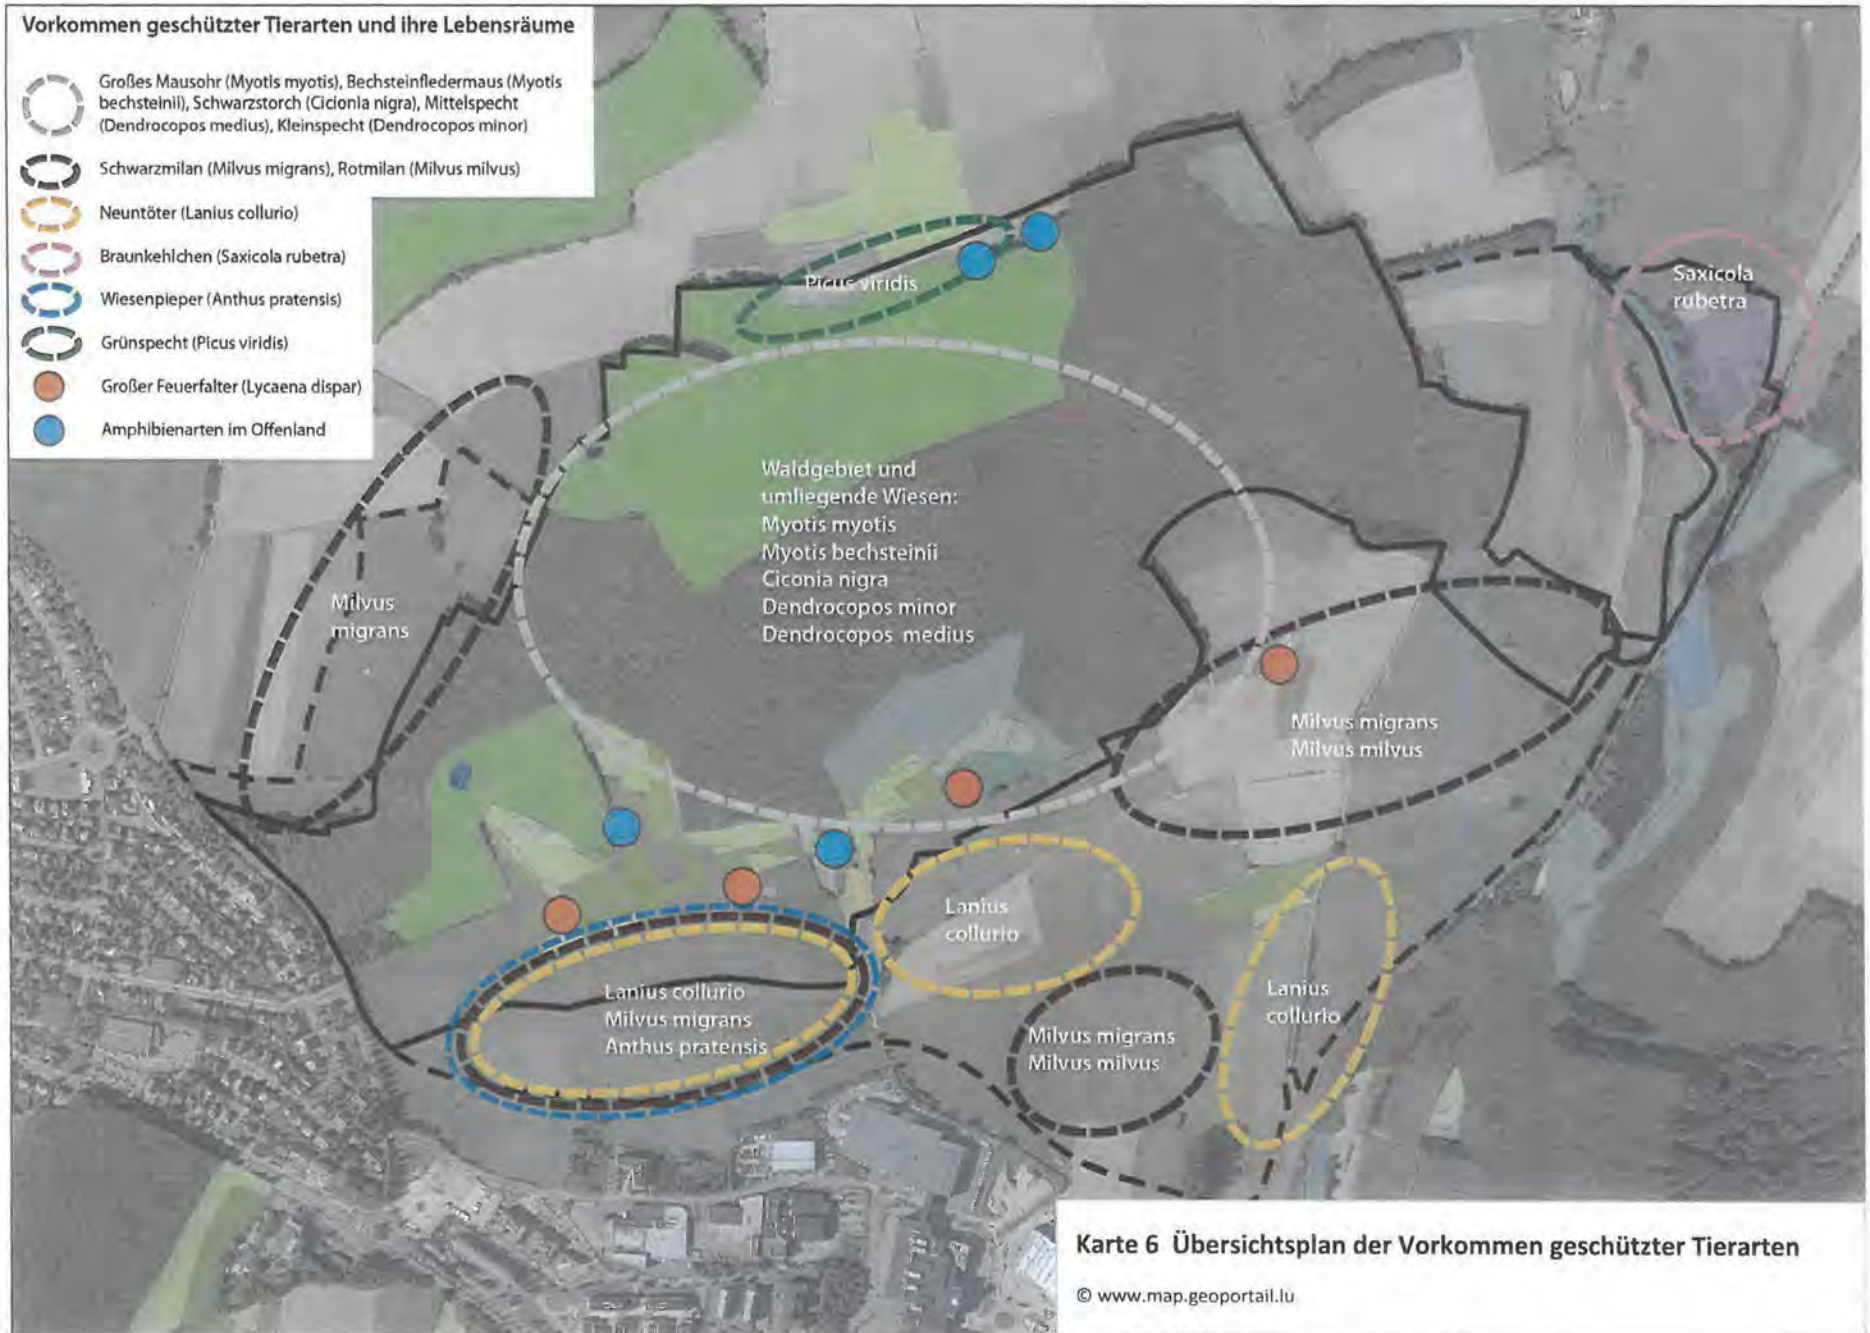 Vorkommen geschützter Tierarten und ihre Lebensräume
Großes Mausohr (Myotis myotis), Bechsteinfledermaus (Myotis
bechsteinii), Schwarzstorch (Cicionia nigra), Mittelspecht
(Dendrocopos medius), Kleinspecht (Dendrocopos minor)
Schwarzmilan (Milvus migrans), Rotmilan (Milvus milvus)
Neuntöter (Lanius collurio)
Braunkehlchen (Saxicola rubetra)
Wiesenpieper (Anthus pratensis)
Grünspecht (Picus viridis)
Großer Feuerfalter (Lycaena dispar)
Amphibienarten im Offenland
Picus viridis
Saxicola
rubetra
Waldgebiet und
umliegende Wiesen:
Myotis myotis
Myotis bechsteinii
Ciconia nigra
Dendrocopos minor
Dendrocopos medius
Milvus
migrans
Milvus migrans
Milvus milvus
Lanius
collurio
Lanius collurio
Milvus migrans
Anthus pratensis
Lanius
collurio
Milvus migrans
Milvus milvus
Karte 6 Übersichtsplan der Vorkommen geschützter Tierarten
© www.map.geoportail.lu